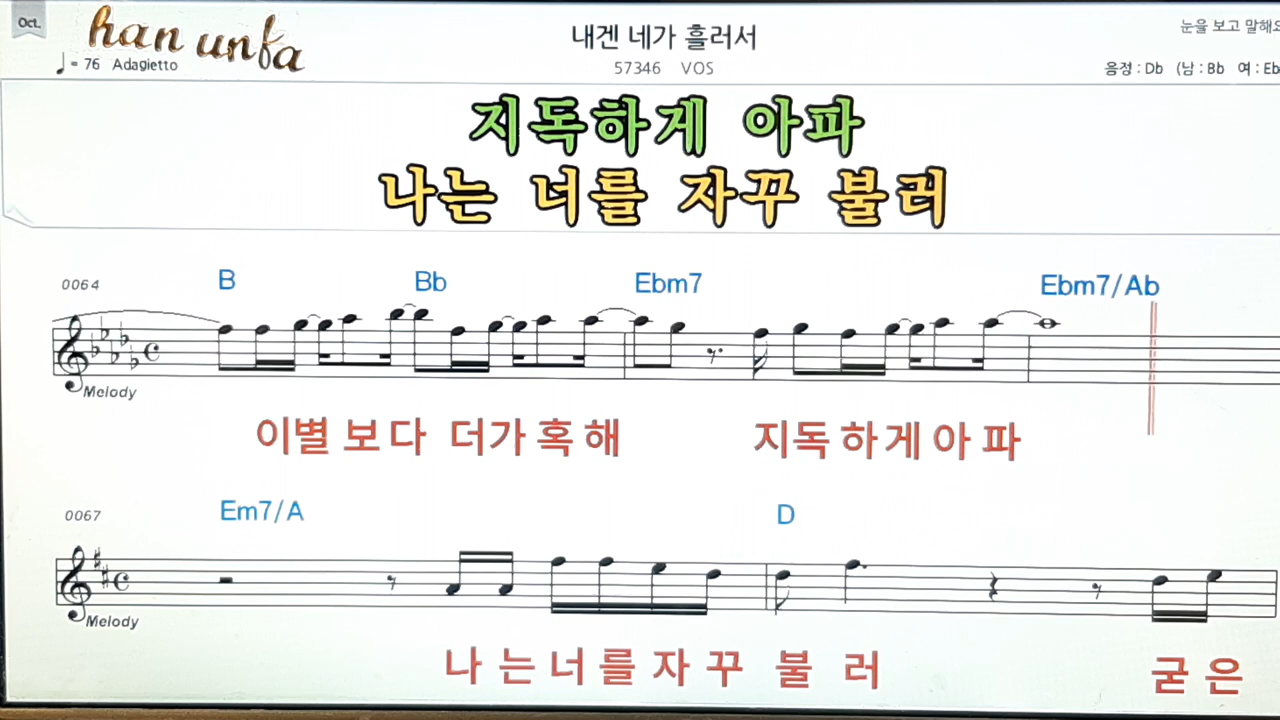 Oct.
han unfa
♩= 76 Adagietto
내겐 네가 흘러서
57346 VOS
눈을 보고 말해요
음정 : Db (남 : Bb 여 : Eb
지독하게 아파
나는 너를 자꾸 불러
0064
B Bb Ebm7 Ebm7/Ab
Melody
이별 보다 더가 혹 해 지독 하게 아 파
0067
Em7/A D
Melody
나 는 너 를 자 꾸 불 러 굳 은